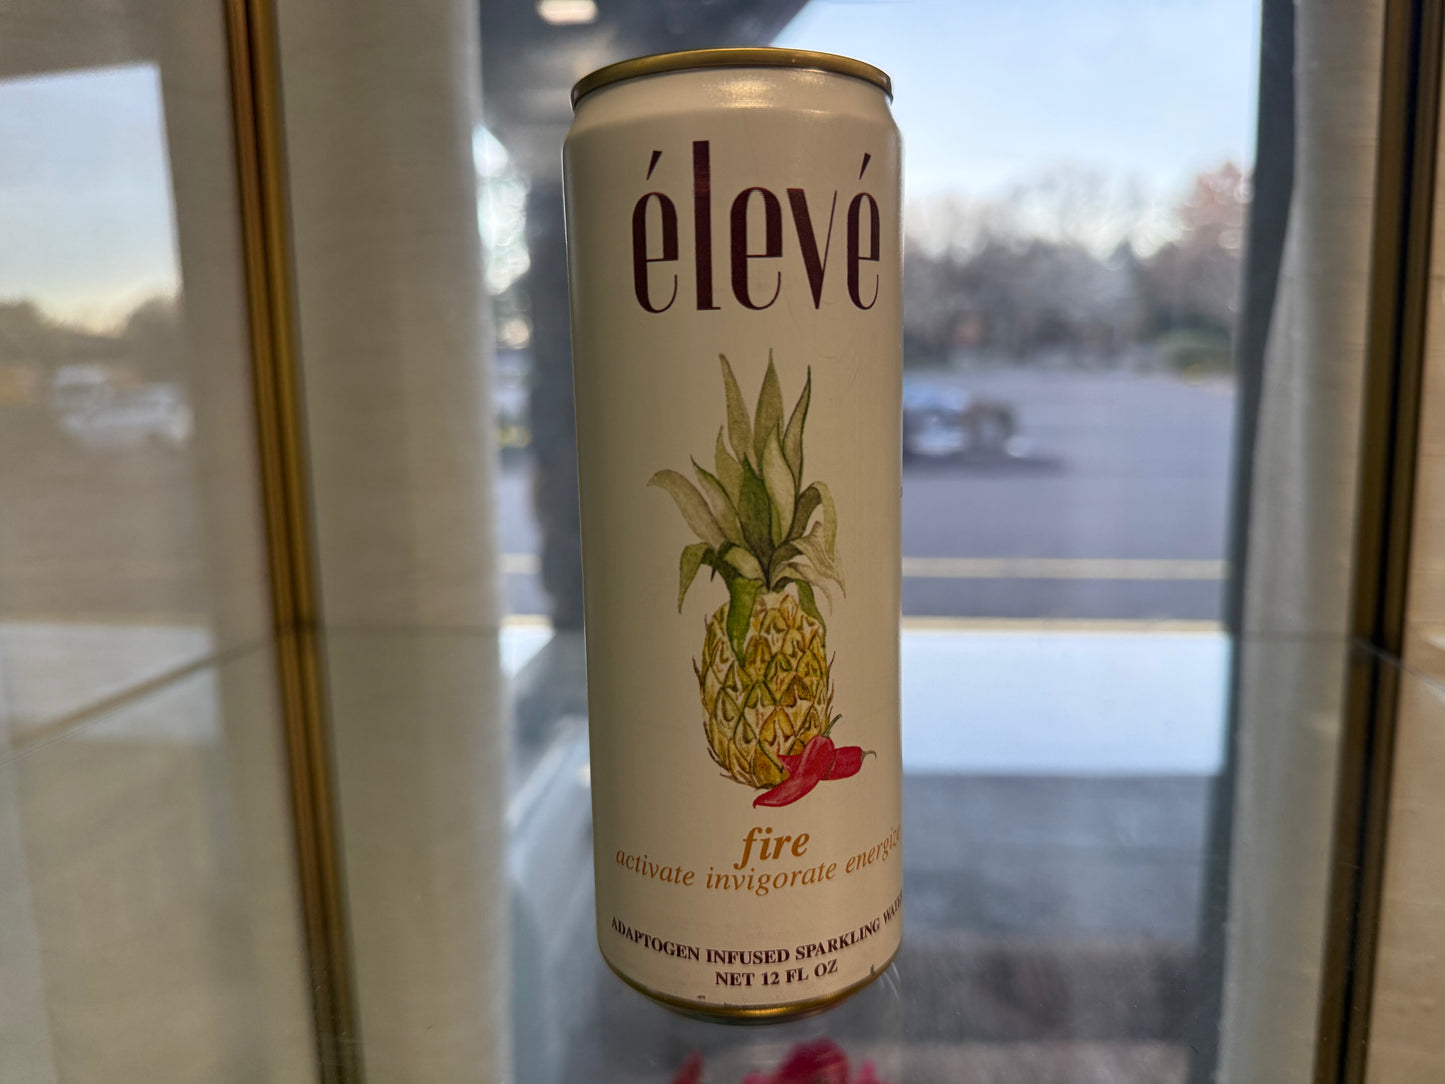 élevé
fire
activate invigorate energize
ADAPTOGEN INFUSED SPARKLING WATER
NET 12 FL OZ